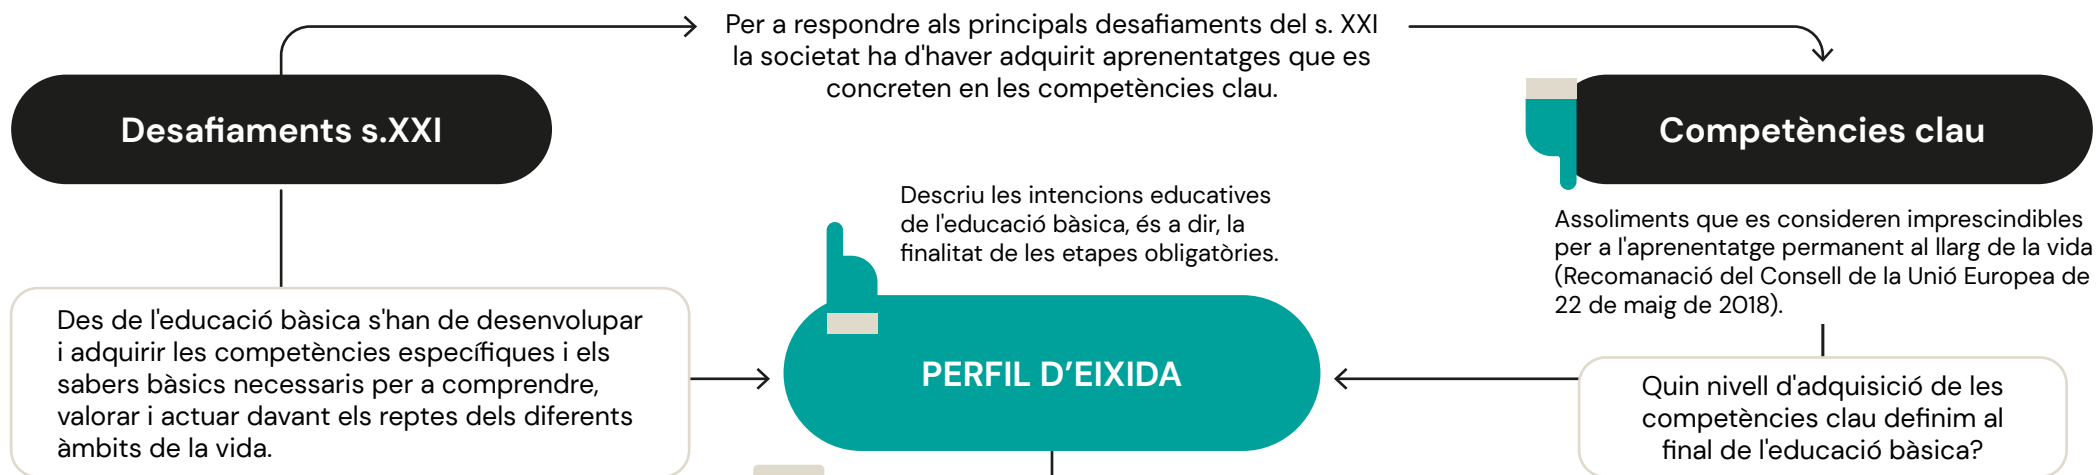 Per a respondre als principals desafiaments del s. XXI
la societat ha d'haver adquirit aprenentatges que es
concreten en les competències clau.
Desafiaments s.XXI
Competències clau
Descriu les intencions educatives
de l'educació bàsica, és a dir, la
finalitat de les etapes obligatòries.
Assoliments que es consideren imprescindibles
per a l'aprenentatge permanent al llarg de la vida
(Recomanació del Consell de la Unió Europea de
22 de maig de 2018).
Des de l'educació bàsica s'han de desenvolupar
i adquirir les competències específiques i els
sabers bàsics necessaris per a comprendre,
valorar i actuar davant els reptes dels diferents
àmbits de la vida.
PERFIL D’EIXIDA
Quin nivell d'adquisició de les
competències clau definim al
final de l'educació bàsica?